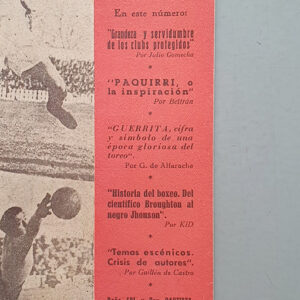 En este número:
"Grandeza y servidumbre
de los clubs protegidos"
Por Julio Gomecha
"PAQUIRRI, o
la inspiración"
Por Beltrán
"GUERRITA, cifra
y símbolo de una
época gloriosa del
toreo".
Por G. de Alfarache
"Historia del boxeo. Del
científico Broughton al
negro Jhonson".
Por KID
"Temas escénicos.
Crisis de autores".
Por Guillén de Castro